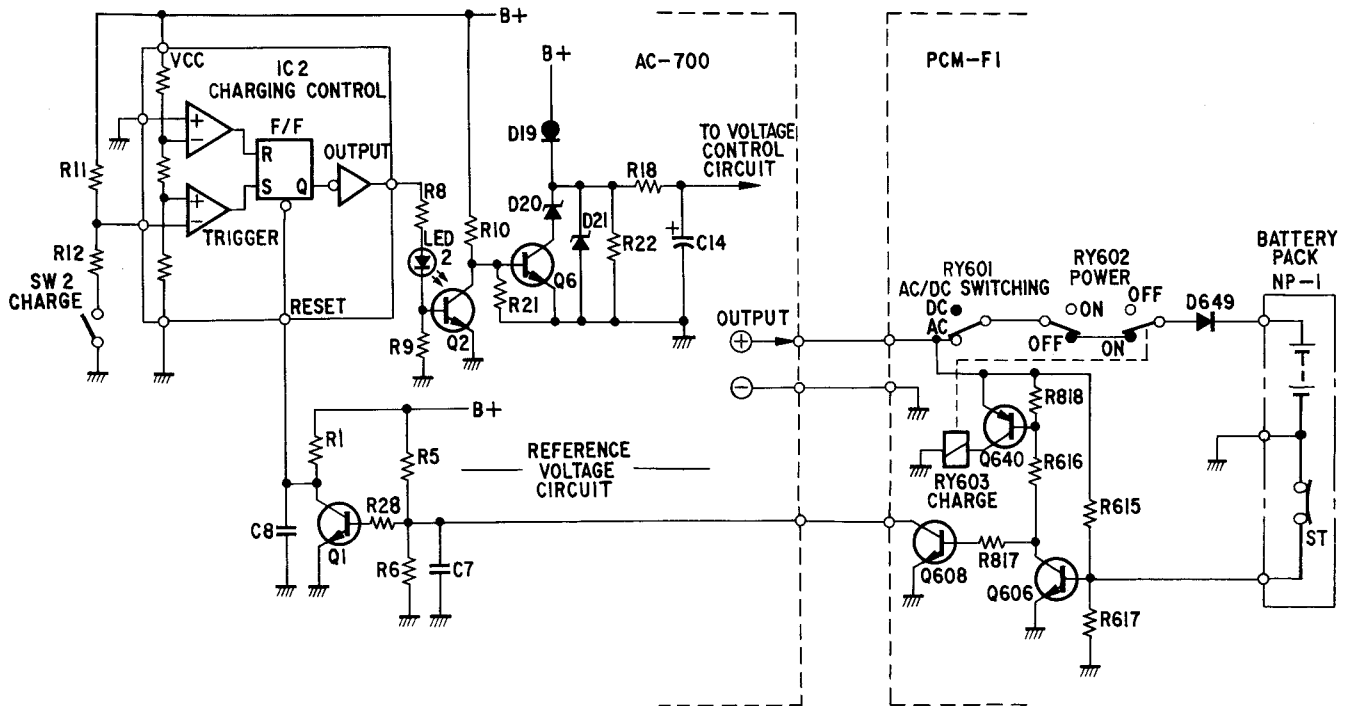 B+
AC-700
PCM-F1
VCC
IC2
CHARGING CONTROL
B+
F/F
OUTPUT
D19
TO VOLTAGE
CONTROL
CIRCUIT
R11
+
−
R
S
Q
R8
R18
+
−
TRIGGER
R12
LED
2
R10
D20
D21
R22
+
C14
SW2
CHARGE
RESET
R21
Q6
R9
Q2
BATTERY
PACK
NP-1
RY601
AC/DC SWITCHING
RY602
POWER
DC
AC
ON
OFF
D649
OFF
ON
OUTPUT
+
−
R818
Q640
R616
RY603
CHARGE
R615
ST
B+
R1
R5
REFERENCE
VOLTAGE
CIRCUIT
R28
C8
Q1
R6
C7
Q608
R817
Q606
R617